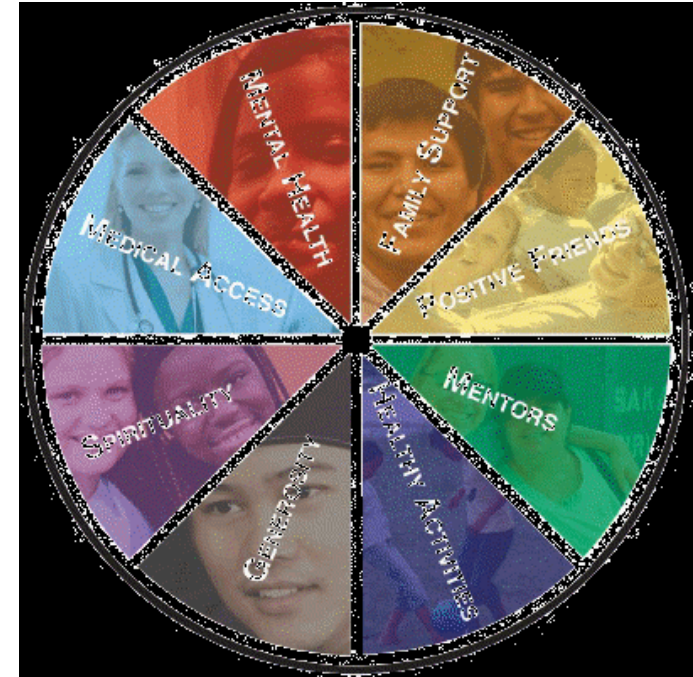 FAMILY SUPPORT
POSITIVE FRIENDS
MENTORS
HEALTHY ACTIVITIES
GENEROSITY
SPIRITUALITY
MEDICAL ACCESS
MENTAL HEALTH